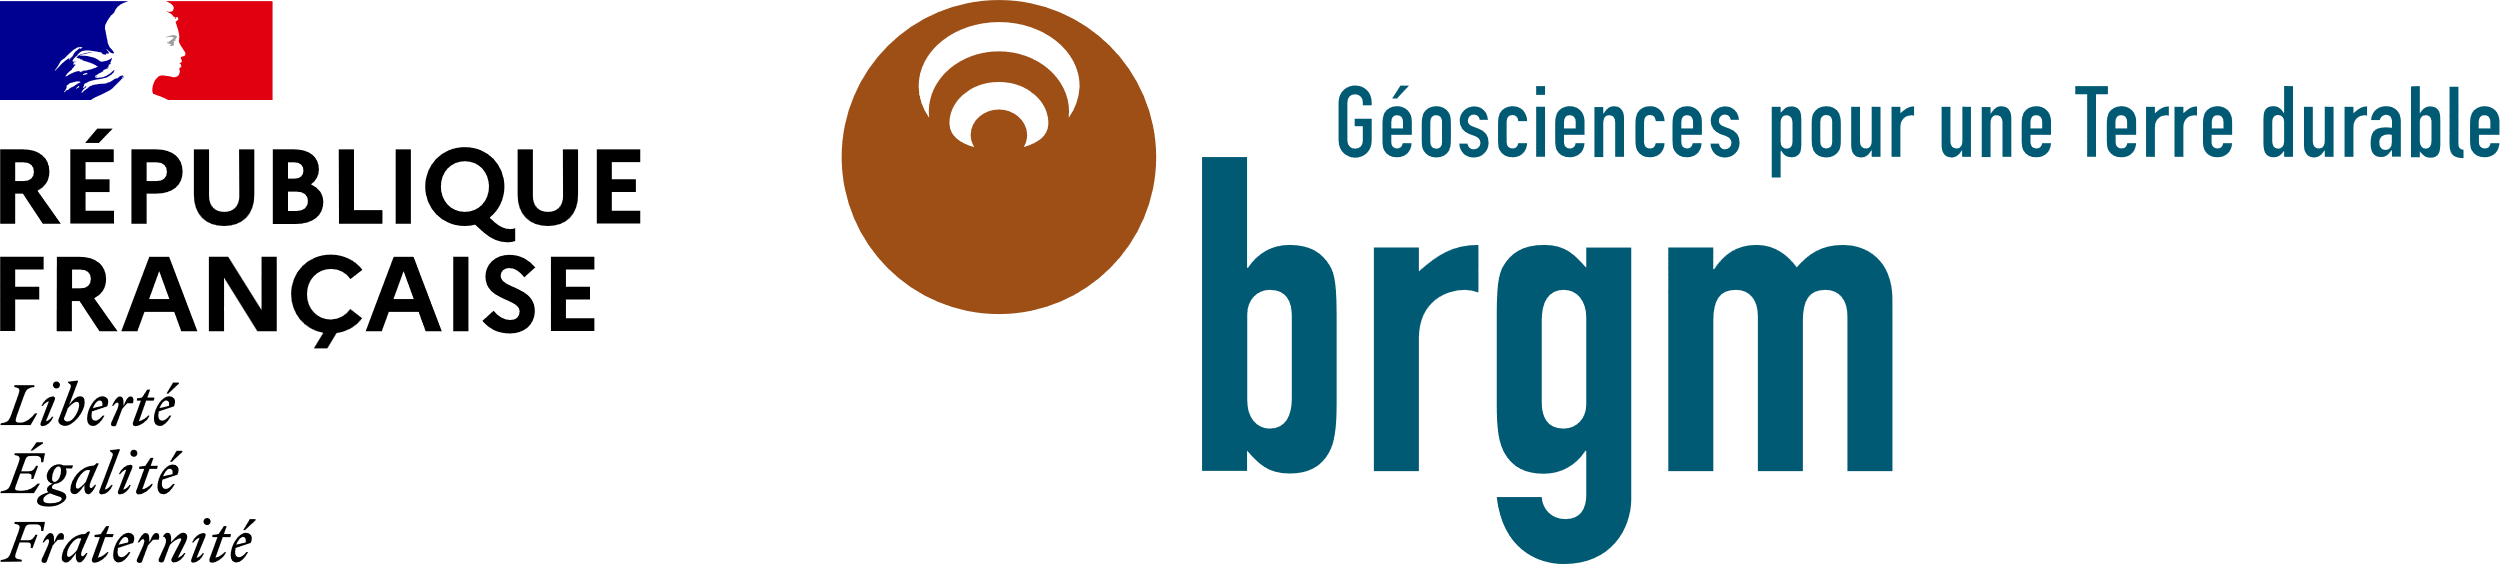 RÉPUBLIQUE
FRANÇAISE
Liberté
Égalité
Fraternité
Géosciences pour une Terre durable
brgm